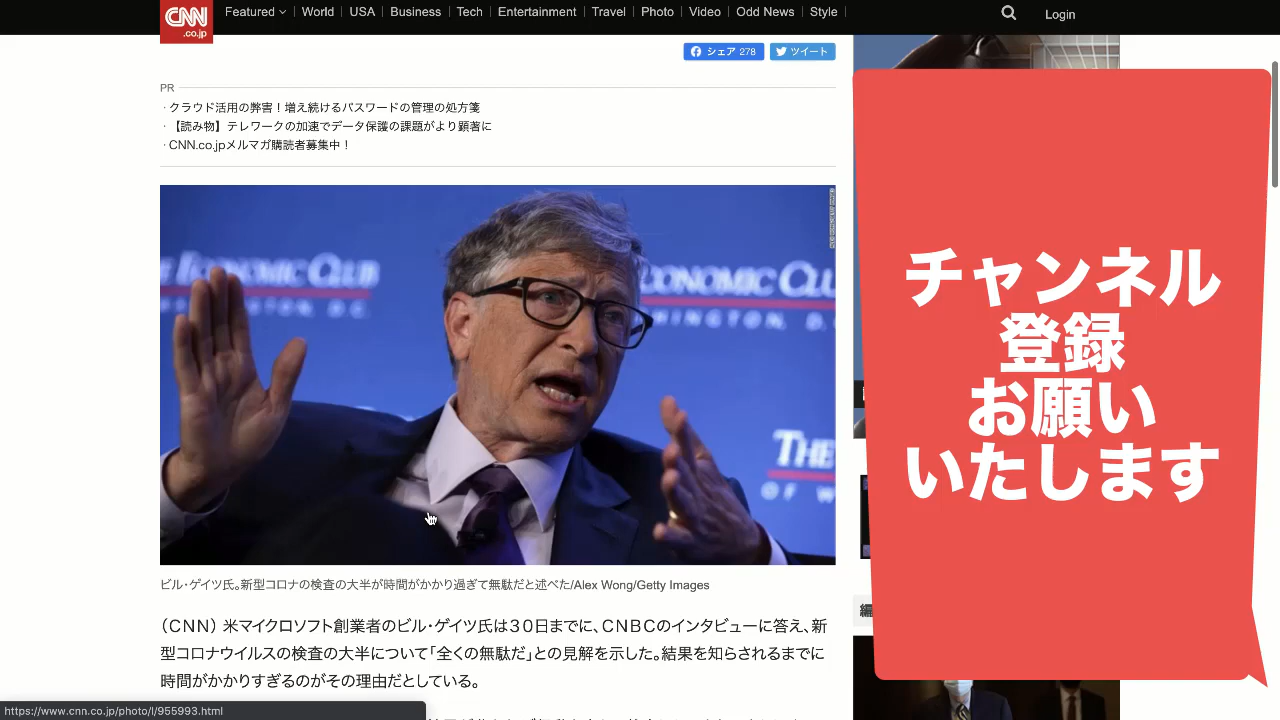 CNN
.co.jp
Featured World USA Business Tech Entertainment Travel Photo Video Odd News Style
Login
シェア 278
ツイート
PR
・クラウド活用の弊害！増え続けるパスワードの管理の処方箋
・【読み物】テレワークの加速でデータ保護の課題がより顕著に
・CNN.co.jpメルマガ購読者募集中！
THE ECONOMIC CLUB
ECONOMIC CLU
WASHINGTON, D.
THE
OF W
ビル・ゲイツ氏。新型コロナの検査の大半が時間がかかり過ぎて無駄だと述べた/Alex Wong/Getty Images
（CNN） 米マイクロソフト創業者のビル・ゲイツ氏は３０日までに、CNBCのインタビューに答え、新
型コロナウイルスの検査の大半について「全くの無駄だ」との見解を示した。結果を知らされるまでに
時間がかかりすぎるのがその理由だとしている。
https://www.cnn.co.jp/photo/l/955993.html
チャンネル
登録
お願い
いたします
編